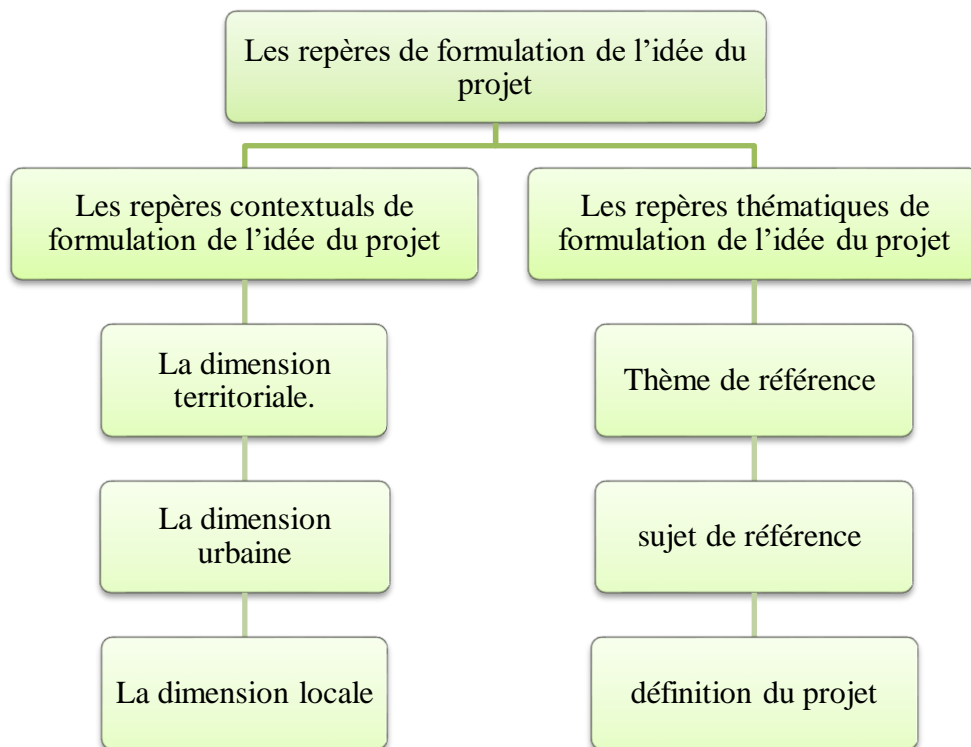 Les repères de formulation de l’idée du
projet
Les repères contextuals de
formulation de l’idée du projet
Les repères thématiques de
formulation de l’idée du projet
La dimension
territoriale.
Thème de référence
La dimension
urbaine
sujet de référence
La dimension locale
définition du projet